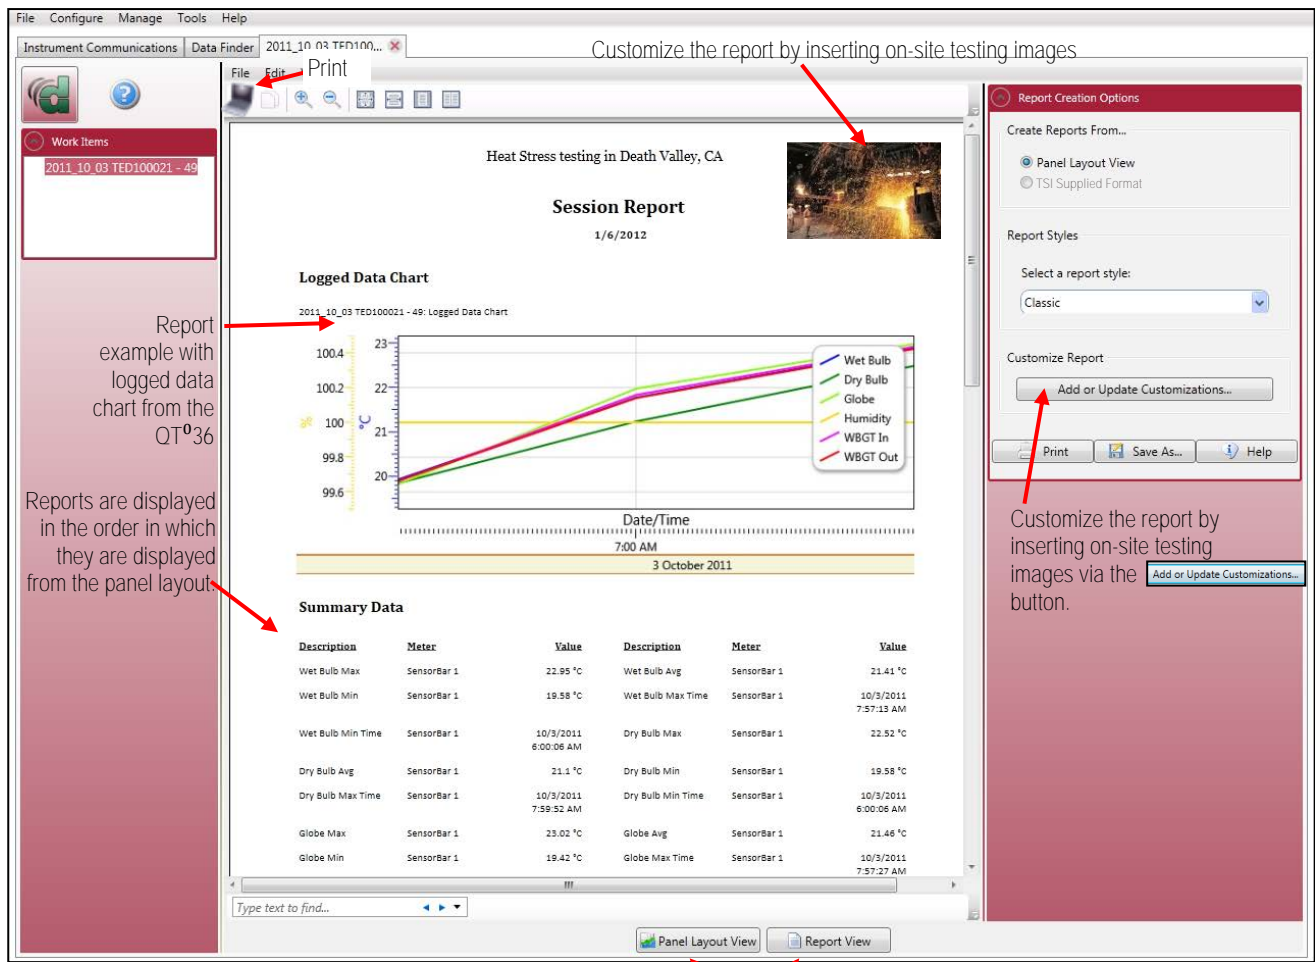 File Configure Manage Tools Help
Instrument Communications Data Finder 2011_10_03 TED100...
Customize the report by inserting on-site testing images
File Edit Print
Work Items
2011_10_03 TED100021 - 49
Heat Stress testing in Death Valley, CA
Session Report
1/6/2012
Logged Data Chart
2011_10_03 TED100021 - 49: Logged Data Chart
Report
example with
logged data
chart from the
QT⁰36
100.4
100.2
100
99.8
99.6
%
°C
23
22
21
20
Wet Bulb
Dry Bulb
Globe
Humidity
WBGT In
WBGT Out
Date/Time
7:00 AM
3 October 2011
Reports are displayed
in the order in which
they are displayed
from the panel layout.
Summary Data
Description Meter Value Description Meter Value
Wet Bulb Max SensorBar 1 22.95 °C Wet Bulb Avg SensorBar 1 21.41 °C
Wet Bulb Min SensorBar 1 19.58 °C Wet Bulb Max Time SensorBar 1 10/3/2011
7:57:13 AM
Wet Bulb Min Time SensorBar 1 10/3/2011 Dry Bulb Max SensorBar 1 22.52 °C
6:00:06 AM
Dry Bulb Avg SensorBar 1 21.1 °C Dry Bulb Min SensorBar 1 19.58 °C
Dry Bulb Max Time SensorBar 1 10/3/2011 Dry Bulb Min Time SensorBar 1 10/3/2011
7:59:52 AM 6:00:06 AM
Globe Max SensorBar 1 23.02 °C Globe Avg SensorBar 1 21.46 °C
Globe Min SensorBar 1 19.42 °C Globe Max Time SensorBar 1 10/3/2011
7:57:27 AM
Type text to find...
Panel Layout View Report View
Report Creation Options
Create Reports From...
Panel Layout View
TSI Supplied Format
Report Styles
Select a report style:
Classic
Customize Report
Add or Update Customizations...
Print Save As... Help
Customize the report by
inserting on-site testing
images via the Add or Update Customizations...
button.